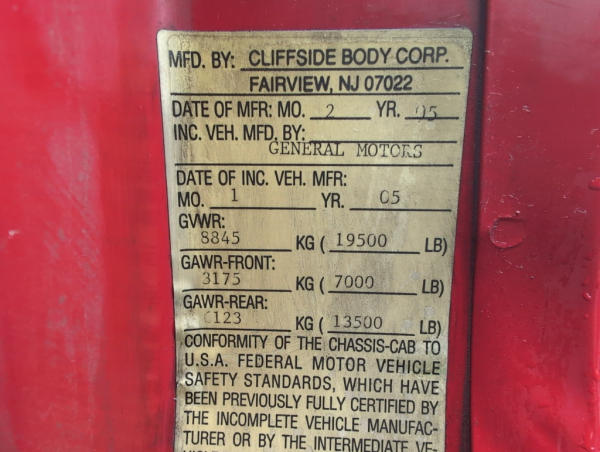 MFD. BY: CLIFFSIDE BODY CORP.
FAIRVIEW, NJ 07022
DATE OF MFR: MO. 2 YR. 05
INC. VEH. MFD. BY:
GENERAL MOTORS
DATE OF INC. VEH. MFR:
MO. 1 YR. 05
GVWR:
8845 KG ( 19500 LB)
GAWR-FRONT:
3175 KG ( 7000 LB)
GAWR-REAR:
6123 KG ( 13500 LB)
CONFORMITY OF THE CHASSIS-CAB TO
U.S.A. FEDERAL MOTOR VEHICLE
SAFETY STANDARDS, WHICH HAVE
BEEN PREVIOUSLY FULLY CERTIFIED BY
THE INCOMPLETE VEHICLE MANUFAC-
TURER OR BY THE INTERMEDIATE VE-